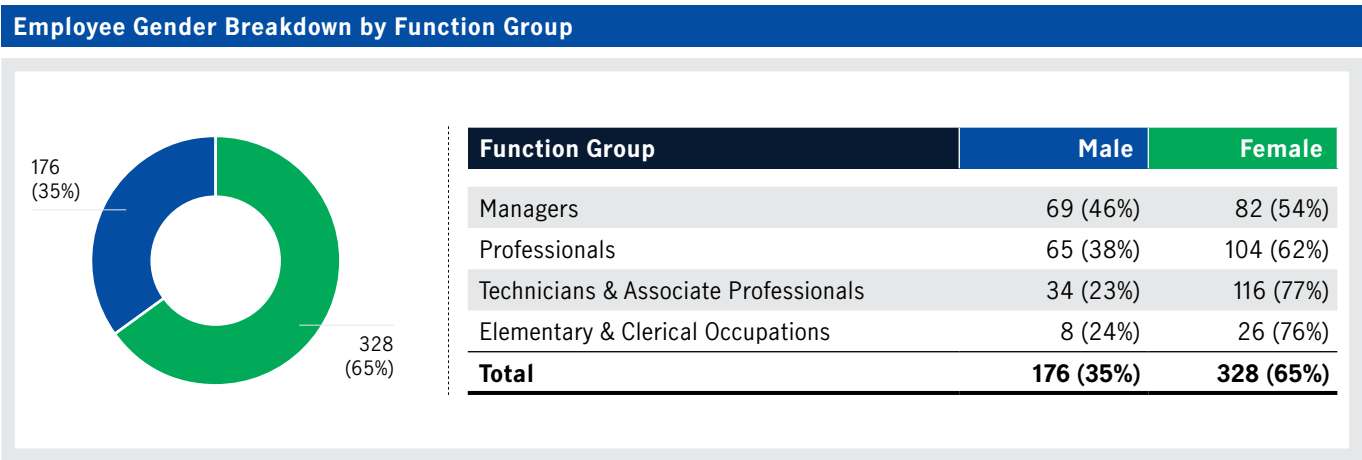 Employee Gender Breakdown by Function Group
176
(35%)
328
(65%)
Function Group Male Female
Managers 69 (46%) 82 (54%)
Professionals 65 (38%) 104 (62%)
Technicians & Associate Professionals 34 (23%) 116 (77%)
Elementary & Clerical Occupations 8 (24%) 26 (76%)
Total 176 (35%) 328 (65%)